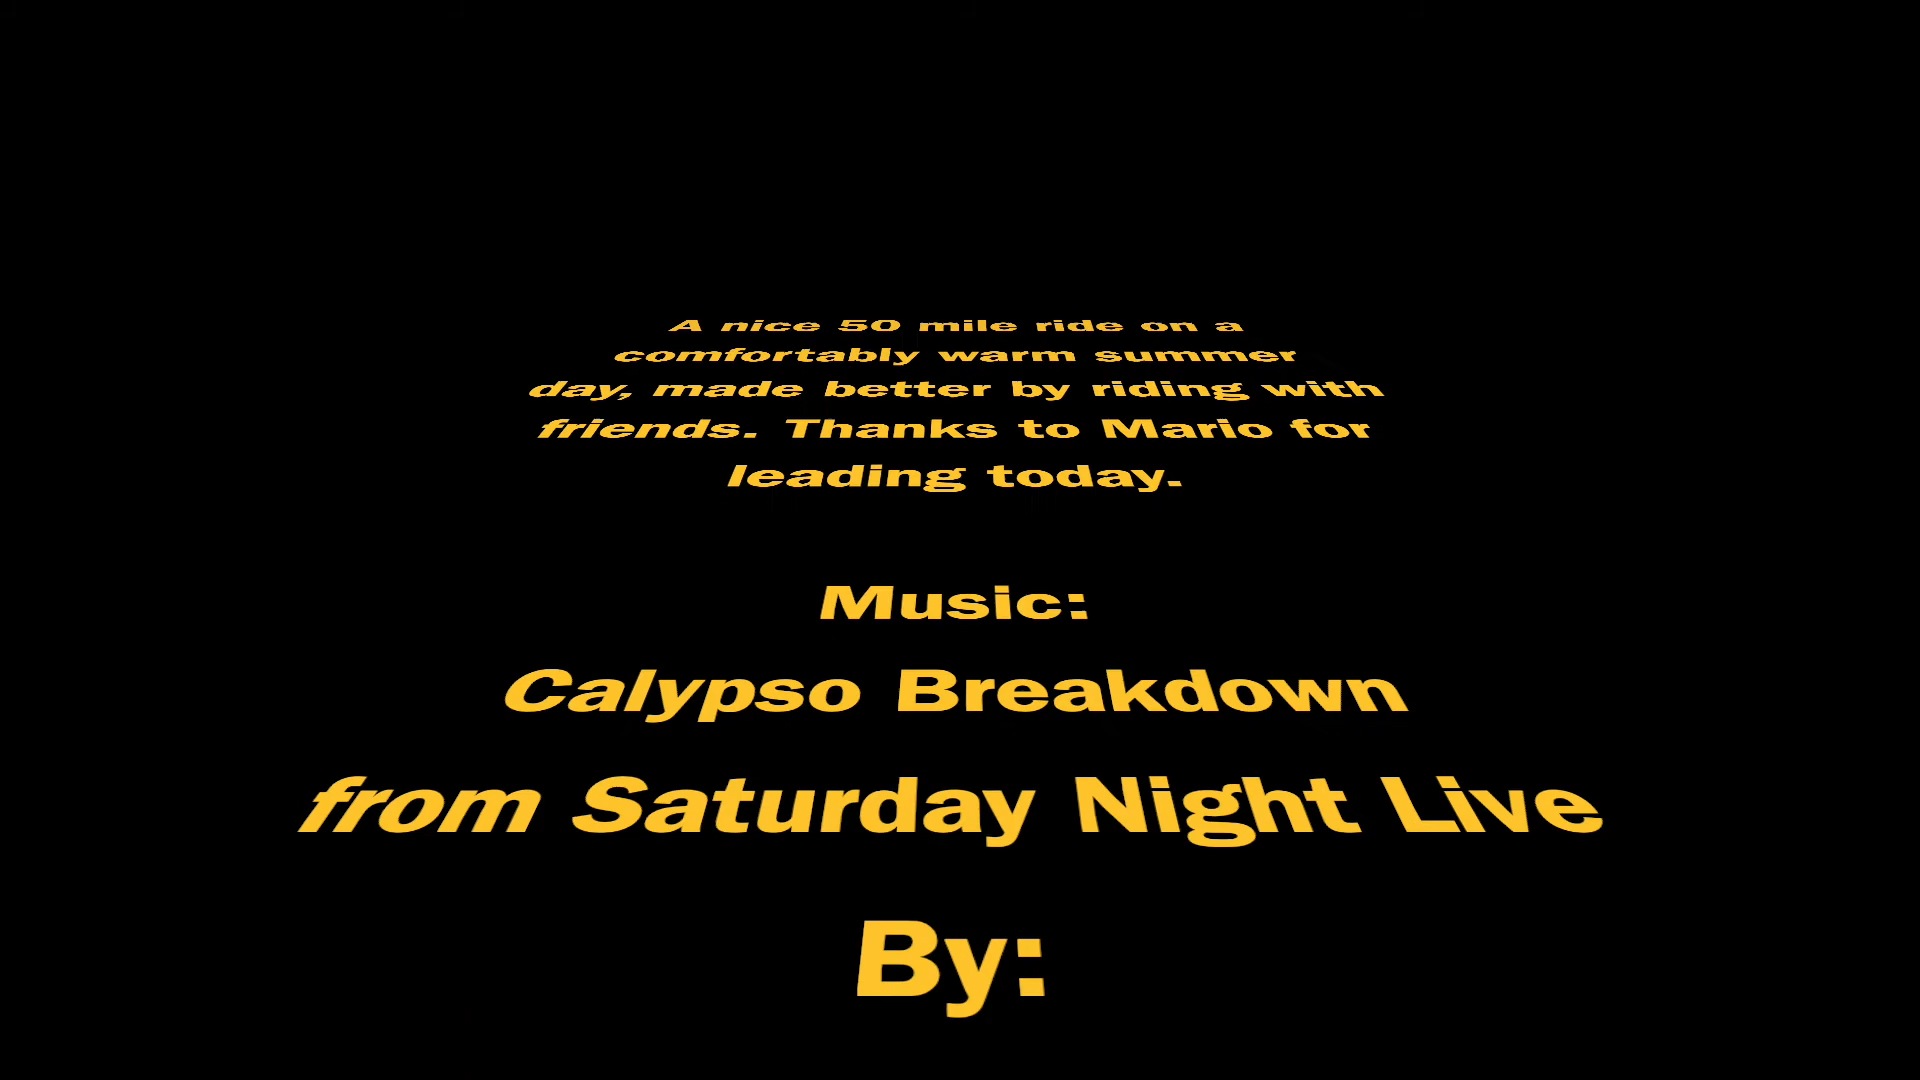 A nice 50 mile ride on a
comfortably warm summer
day, made better by riding with
friends. Thanks to Mario for
leading today.
Music:
Calypso Breakdown
from Saturday Night Live
By: